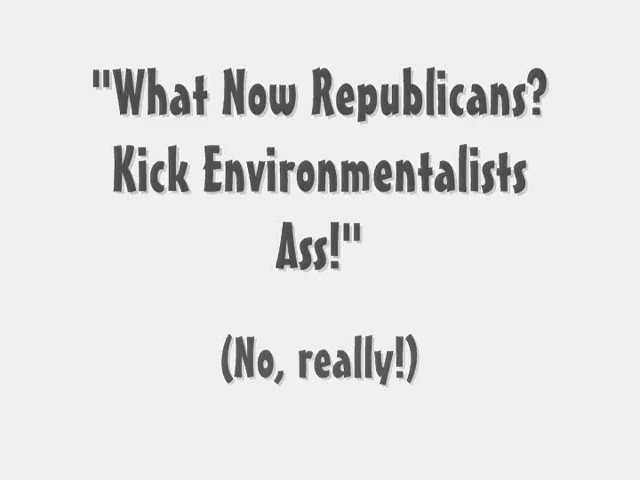 "What Now Republicans?
Kick Environmentalists
Ass!"
(No, really!)